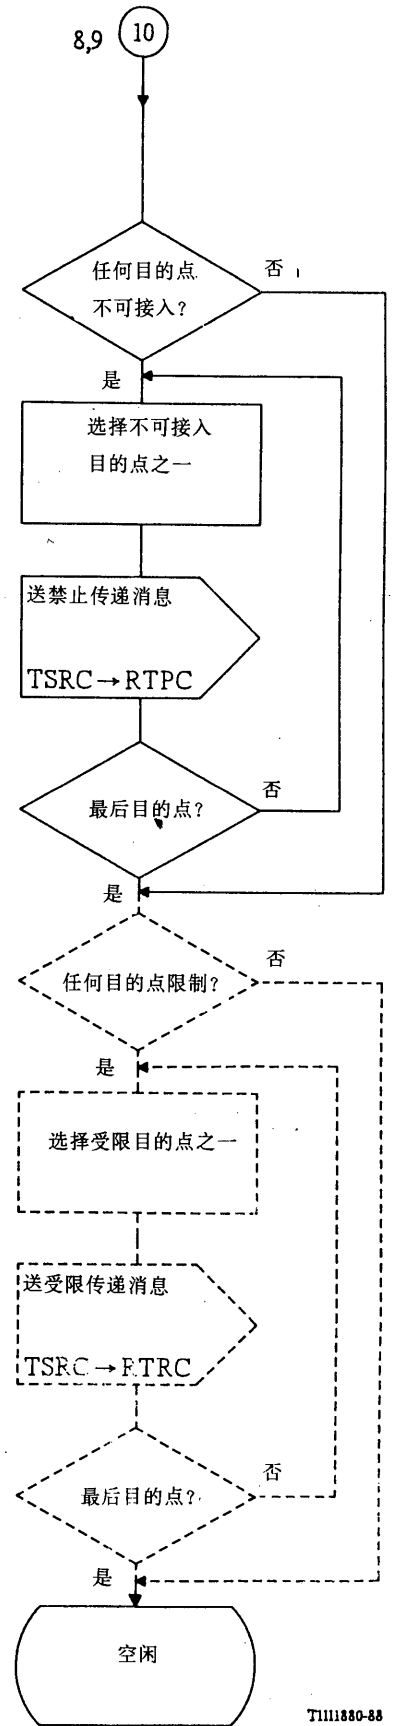 8,9
10
任何目的点
不可接入?
否
是
选择不可接入
目的点之一
送禁止传递消息
TSRC→RTPC
最后目的点?
否
是
任何目的点限制?
否
是
选择受限目的点之一
送受限传递消息
TSRC→RTRC
最后目的点?
否
是
空闲
T1111880-88